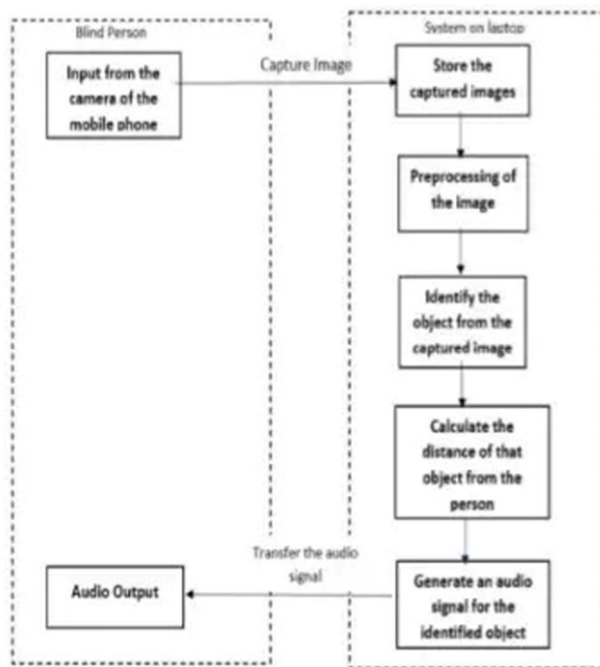 Blind Person
System on laptop
Input from the
camera of the
mobile phone
Capture Image
Store the
captured images
Preprocessing of
the image
Identify the
object from the
captured image
Calculate the
distance of that
object from the
person
Transfer the audio
signal
Audio Output
Generate an audio
signal for the
identified object